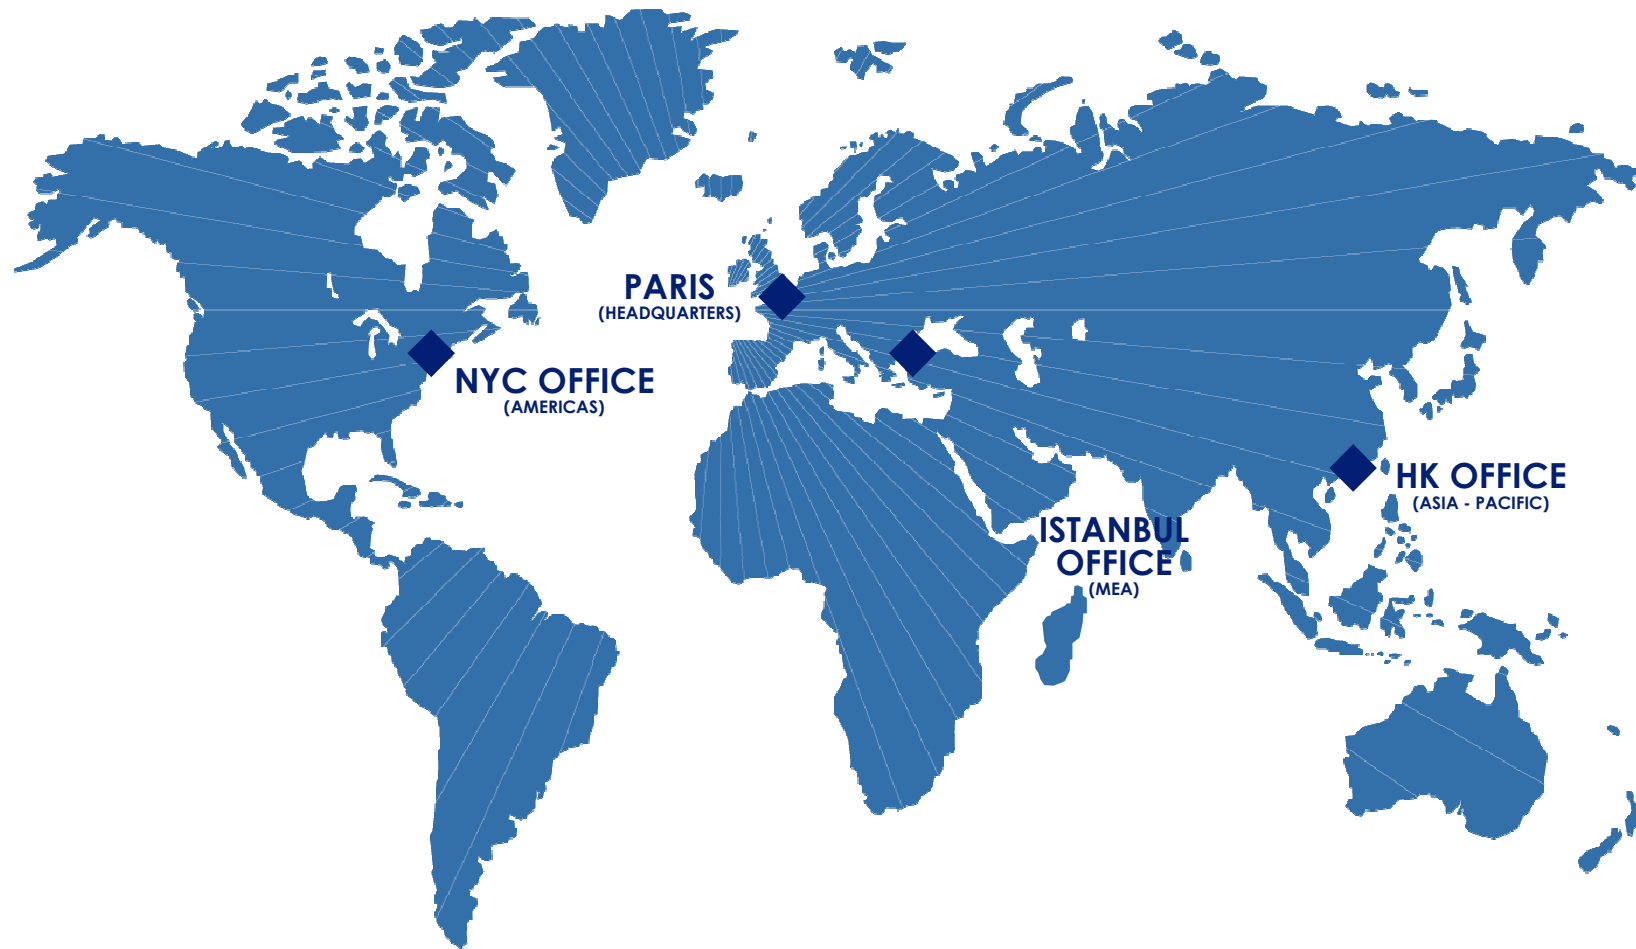 PARIS
(HEADQUARTERS)
NYC OFFICE
(AMERICAS)
HK OFFICE
(ASIA - PACIFIC)
ISTANBUL
OFFICE
(MEA)